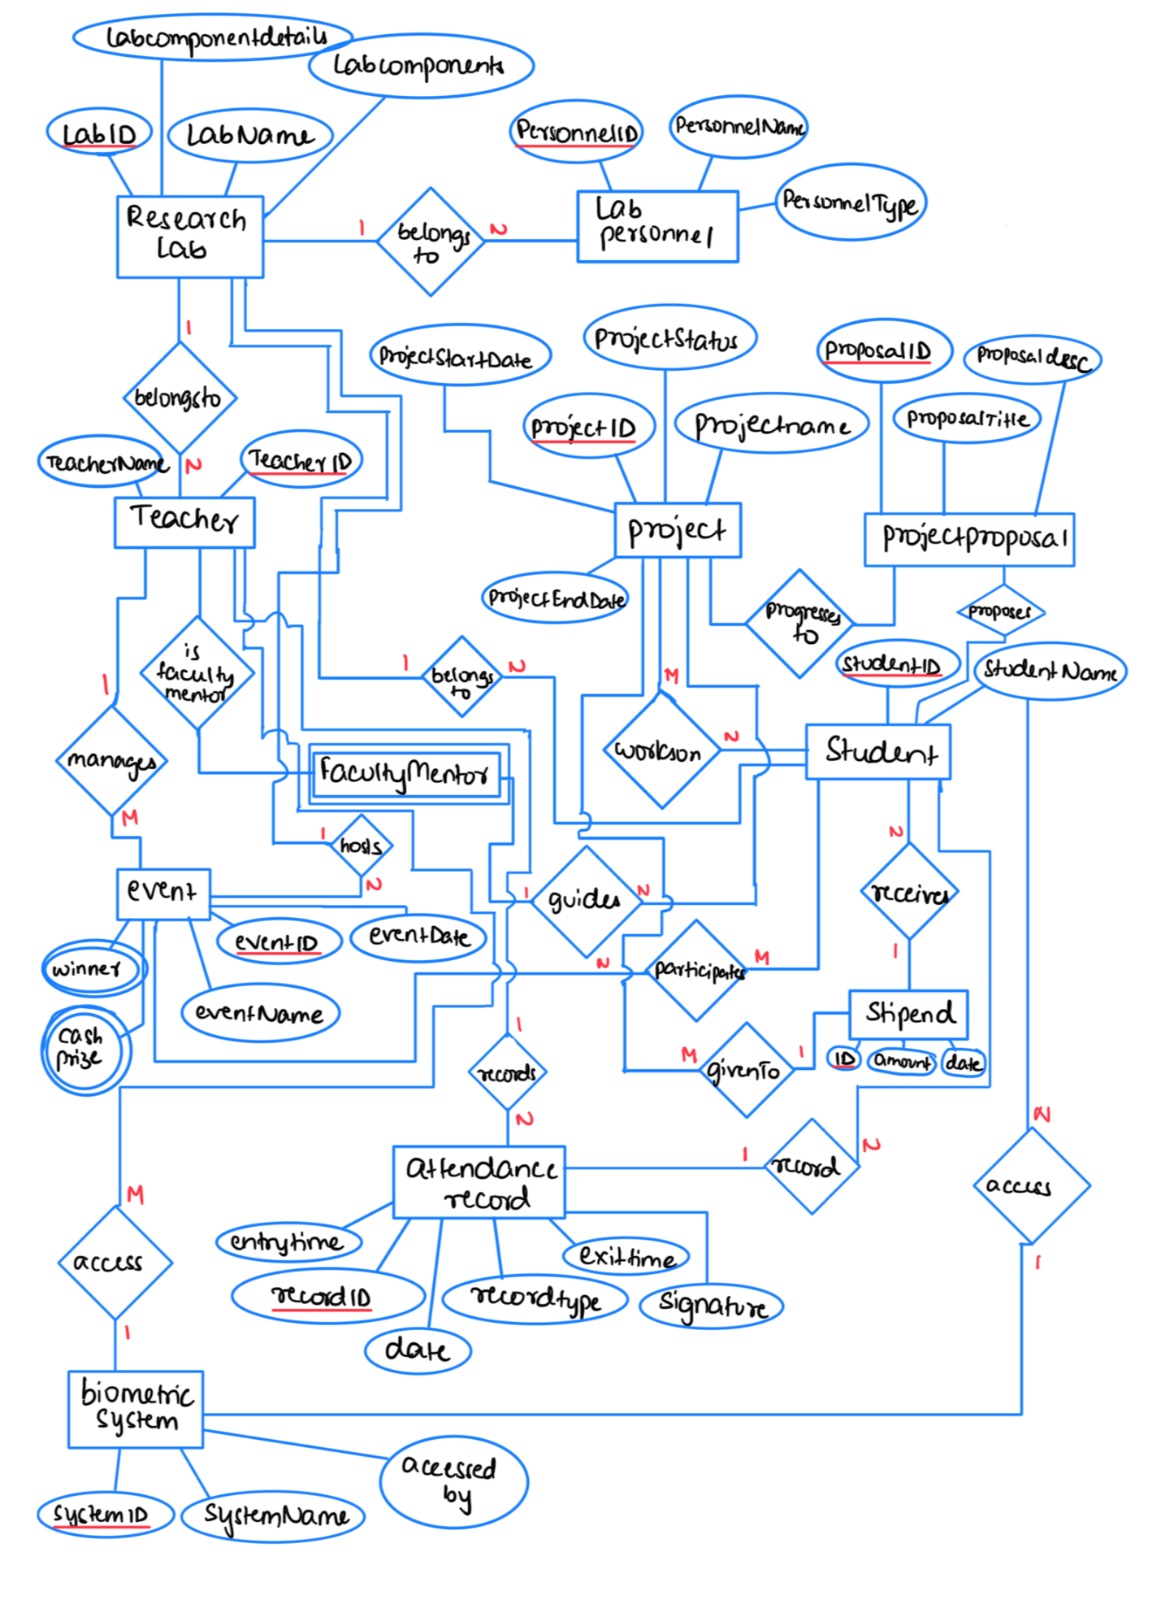 Labcomponentdetails
Labcomponents
LabID
LabName
PersonnelID
PersonnelName
PersonnelType
Research
Lab
1
belongs
to
N
Lab
personnel
1
belongsto
N
projectStartDate
projectStatus
projectID
projectname
proposalID
proposaldesc
proposalTitle
TeacherName
TeacherID
Teacher
project
projectproposal
projectEndDate
progresses
to
proposes
is
faculty
mentor
1
belongs
to
N
M
studentID
StudentName
1
manages
M
workson
N
Student
FacultyMentor
1
hosts
N
N
receives
1
event
1
guides
N
eventID
eventDate
winner
eventName
cash
prize
N
participates
M
Stipend
ID
amount
date
1
records
N
M
givenTo
1
attendance
record
1
record
N
N
access
1
M
access
1
entrytime
recordID
date
recordtype
exittime
signature
biometric
system
systemID
systemName
accessed
by